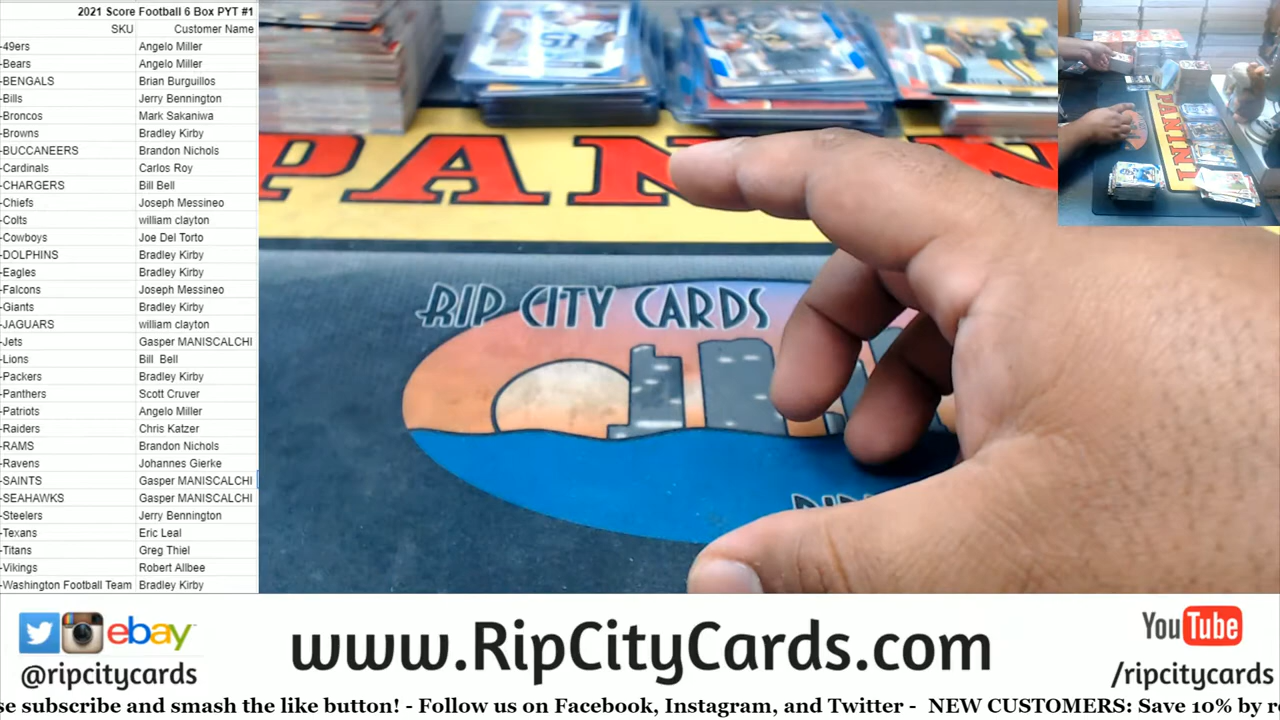 2021 Score Football 6 Box PYT #1
SKU Customer Name
-49ers Angelo Miller
-Bears Angelo Miller
-BENGALS Brian Burguillos
-Bills Jerry Bennington
-Broncos Mark Sakaniwa
-Browns Bradley Kirby
-BUCCANEERS Brandon Nichols
-Cardinals Carlos Roy
-CHARGERS Bill Bell
-Chiefs Joseph Messineo
-Colts william clayton
-Cowboys Joe Del Torto
-DOLPHINS Bradley Kirby
-Eagles Bradley Kirby
-Falcons Joseph Messineo
-Giants Bradley Kirby
-JAGUARS william clayton
-Jets Gasper MANISCALCHI
-Lions Bill Bell
-Packers Bradley Kirby
-Panthers Scott Cruver
-Patriots Angelo Miller
-Raiders Chris Katzer
-RAMS Brandon Nichols
-Ravens Johannes Gierke
-SAINTS Gasper MANISCALCHI
-SEAHAWKS Gasper MANISCALCHI
-Steelers Jerry Bennington
-Texans Eric Leal
-Titans Greg Thiel
-Vikings Robert Allbee
-Washington Football Team Bradley Kirby
PANINI
RIP CITY CARDS
ebay
@ripcitycards
www.RipCityCards.com
YouTube
/ripcitycards
se subscribe and smash the like button! - Follow us on Facebook, Instagram, and Twitter - NEW CUSTOMERS: Save 10% by re